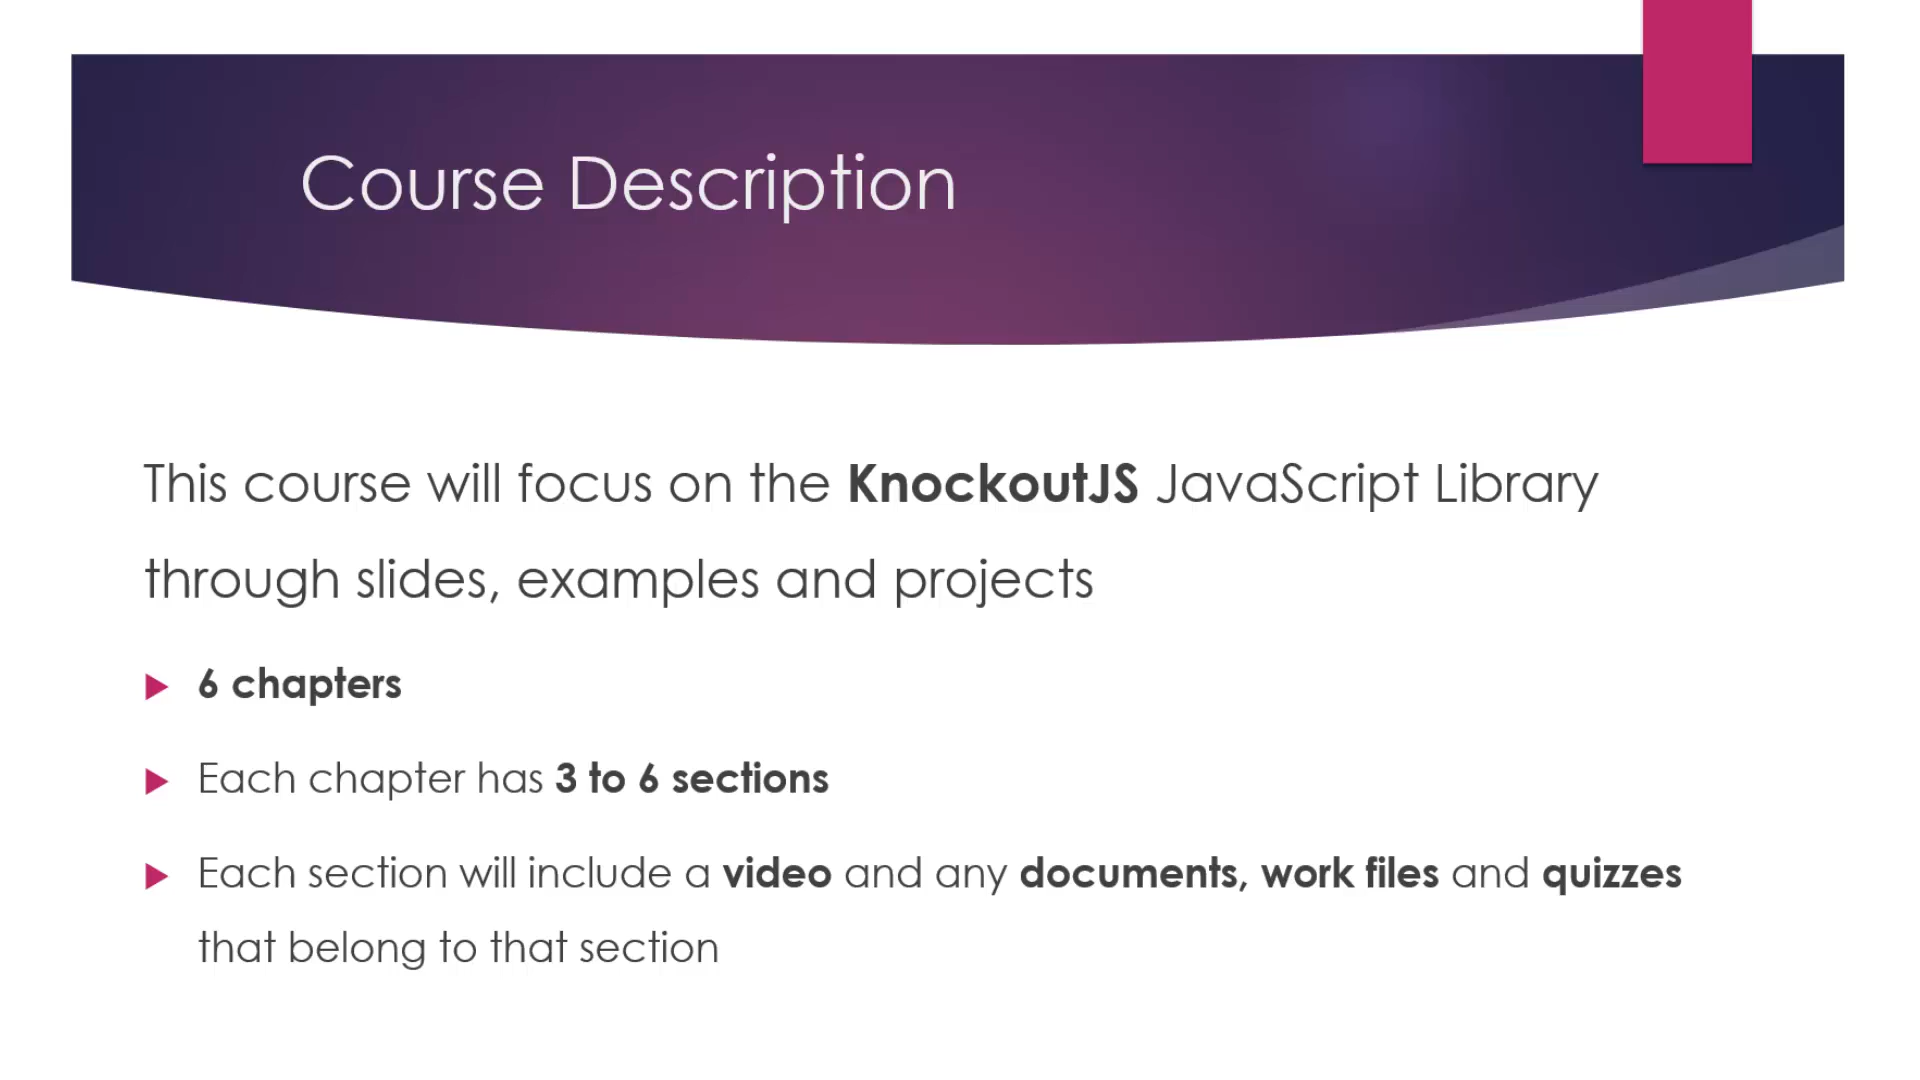 Course Description
This course will focus on the KnockoutJS JavaScript Library
through slides, examples and projects
6 chapters
Each chapter has 3 to 6 sections
Each section will include a video and any documents, work files and quizzes
that belong to that section